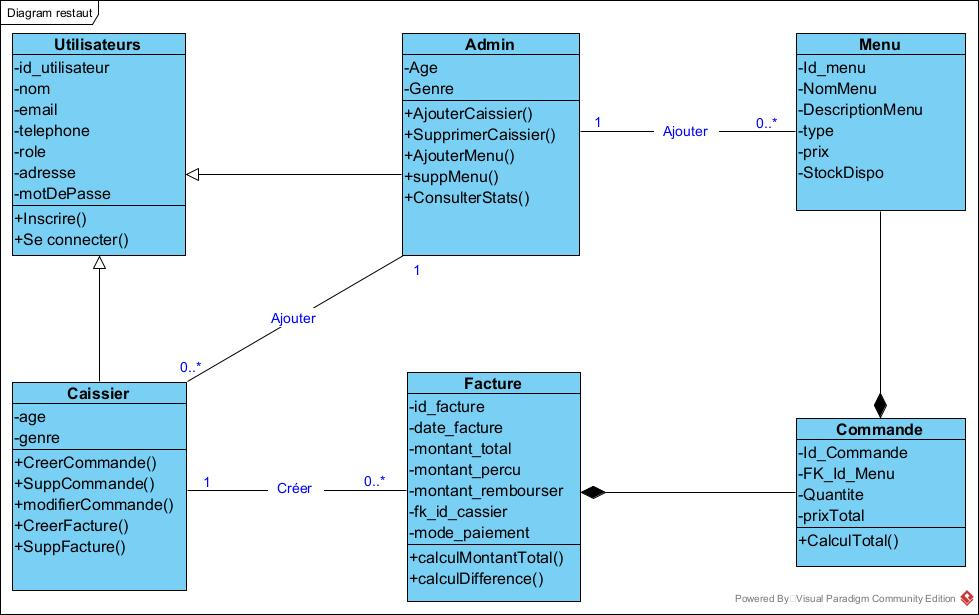 Diagram restaut
Utilisateurs
-id_utilisateur
-nom
-email
-telephone
-role
-adresse
-motDePasse
+Inscrire()
+Se connecter()
Admin
-Age
-Genre
+AjouterCaissier()
+SupprimerCaissier()
+AjouterMenu()
+suppMenu()
+ConsulterStats()
1
Ajouter
0..*
Menu
-Id_menu
-NomMenu
-DescriptionMenu
-type
-prix
-StockDispo
1
Ajouter
0..*
Caissier
-age
-genre
+CreerCommande()
+SuppCommande()
+modifierCommande()
+CreerFacture()
+SuppFacture()
1
Créer
0..*
Facture
-id_facture
-date_facture
-montant_total
-montant_percu
-montant_rembourser
-fk_id_cassier
-mode_paiement
+calculMontantTotal()
+calculDifference()
Commande
-Id_Commande
-FK_Id_Menu
-Quantite
-prixTotal
+CalculTotal()
Powered By Visual Paradigm Community Edition